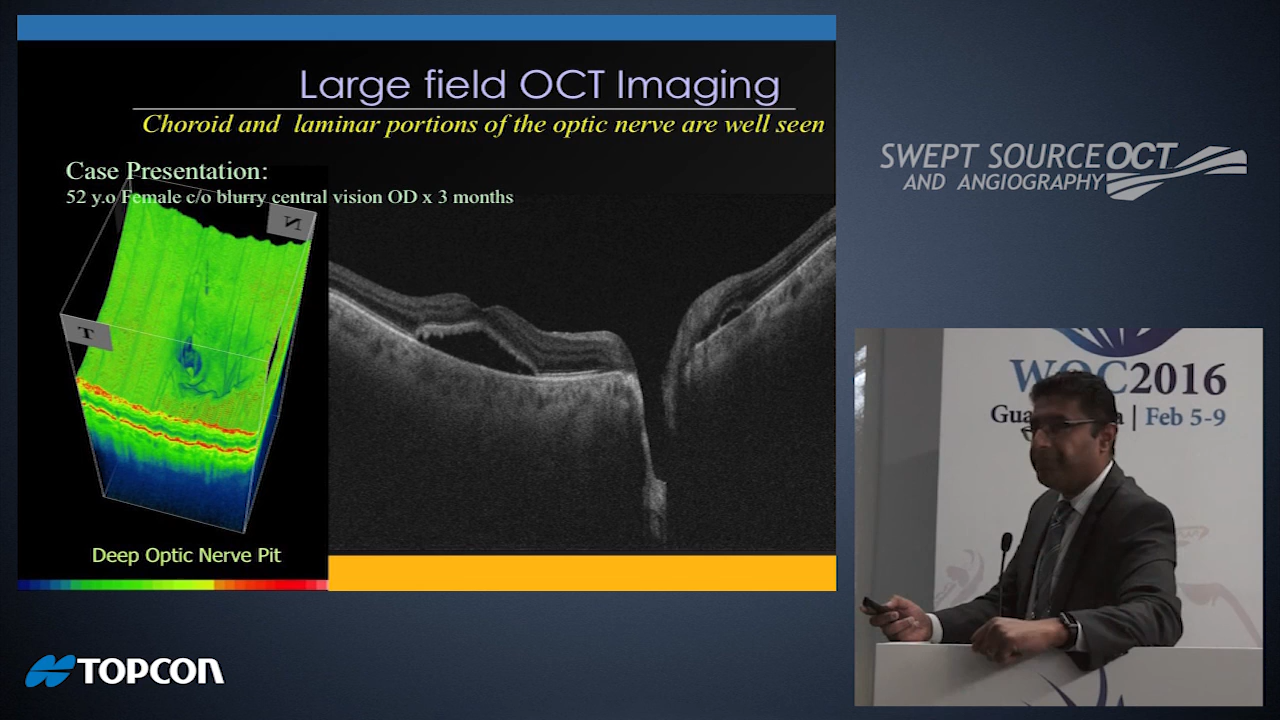 Large field OCT Imaging
Choroid and laminar portions of the optic nerve are well seen
Case Presentation:
52 y.o Female c/o blurry central vision OD x 3 months
N
T
Deep Optic Nerve Pit
SWEPT SOURCE OCT
AND ANGIOGRAPHY
WOC2016
Feb 5-9
TOPCON